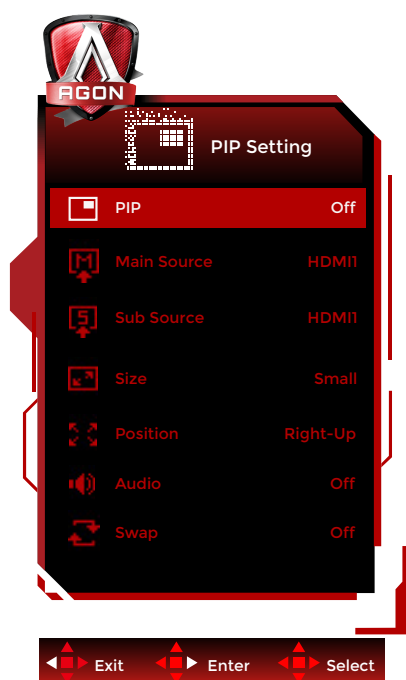 AGON
PIP Setting
PIP Off
Main Source HDMI1
Sub Source HDMI1
Size Small
Position Right-Up
Audio Off
Swap Off
Exit Enter Select